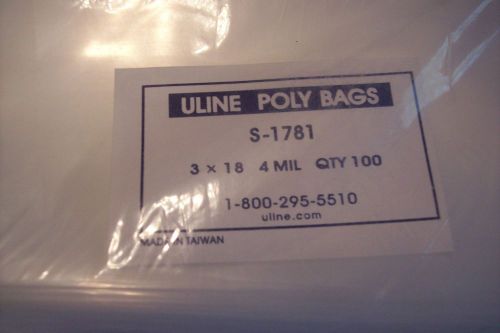 ULINE POLY BAGS
S-1781
3 × 18 4 MIL QTY 100
1-800-295-5510
uline.com
MADE IN TAIWAN